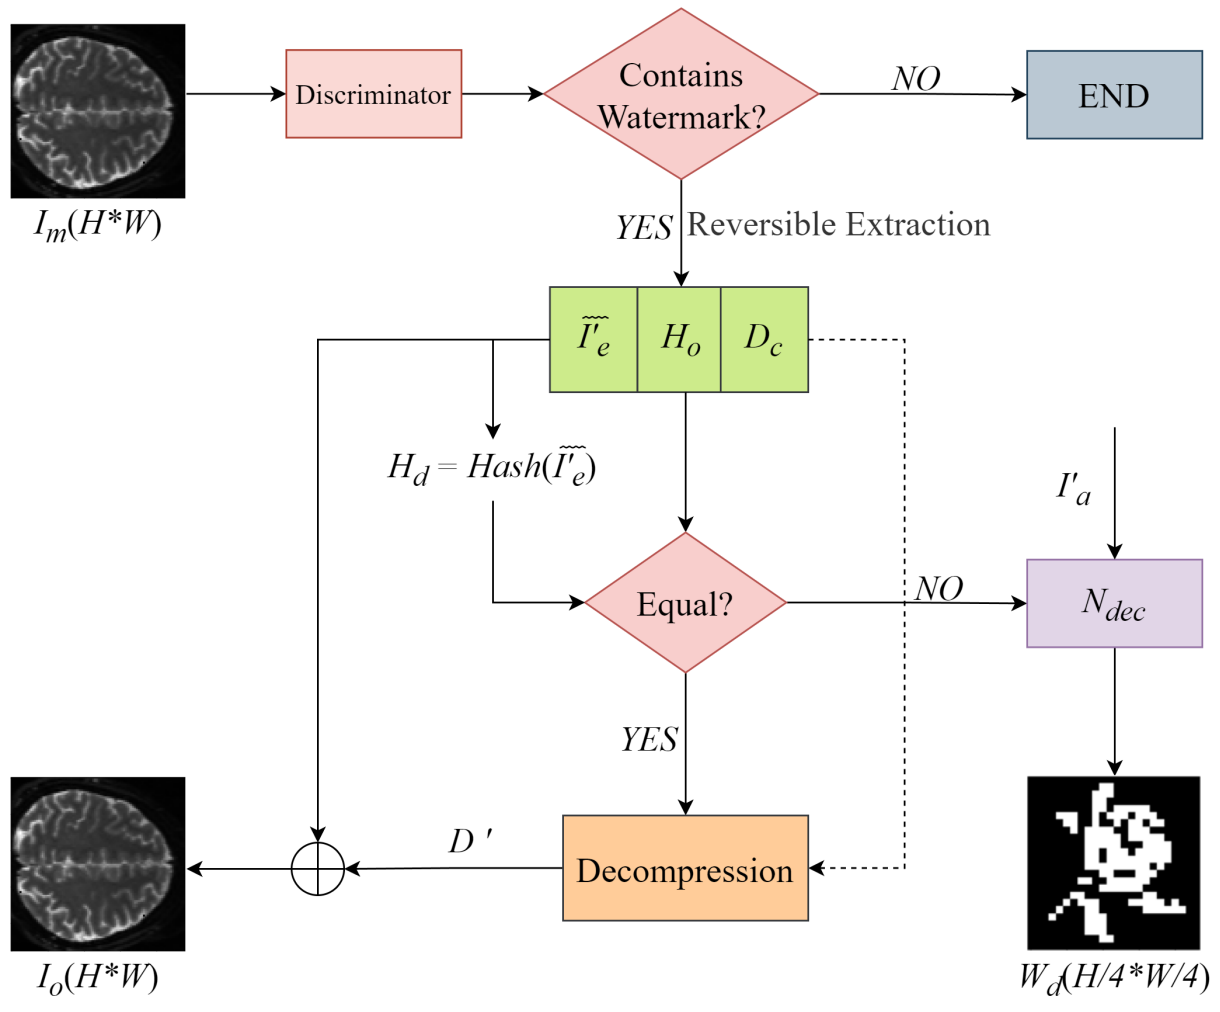 I_m(H*W)
Discriminator
Contains
Watermark?
NO
END
YES
Reversible Extraction
I'_e
H_o
D_c
H_d = Hash(I'_e)
I'_a
Equal?
NO
N_dec
YES
D '
Decompression
I_o(H*W)
W_d(H/4*W/4)